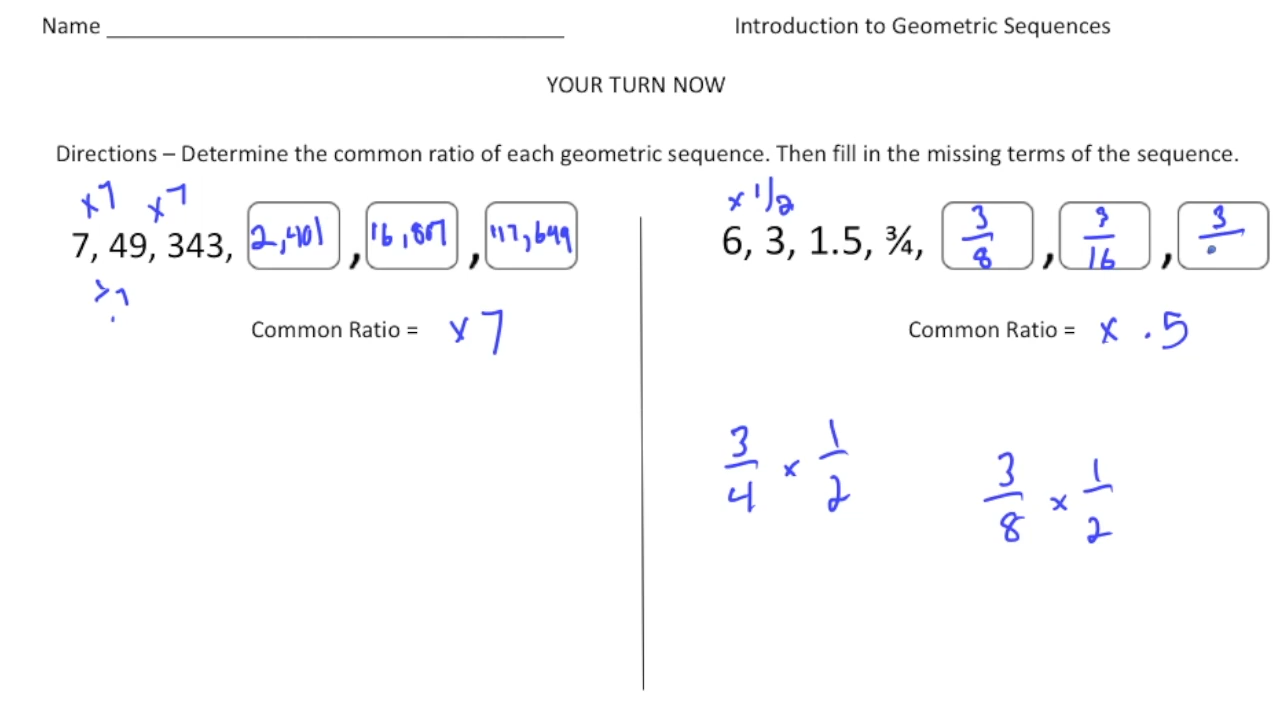 Name ______________________ Introduction to Geometric Sequences
YOUR TURN NOW
Directions – Determine the common ratio of each geometric sequence. Then fill in the missing terms of the sequence.
x7 x7
7, 49, 343, 2,401, 16,807, 117,649
Common Ratio = x7
x 1/2
6, 3, 1.5, ¾, 3/8, 3/16, 3/
Common Ratio = x .5
3/4 x 1/2
3/8 x 1/2